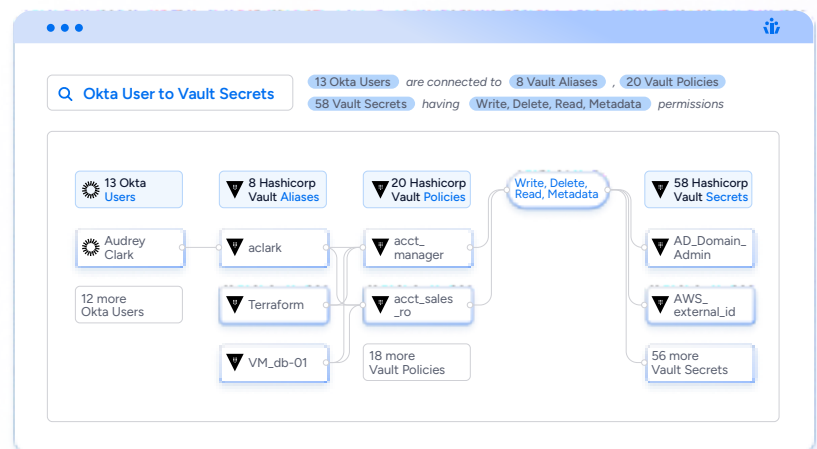 Okta User to Vault Secrets
13 Okta Users are connected to 8 Vault Aliases , 20 Vault Policies
58 Vault Secrets having Write, Delete, Read, Metadata permissions
13 Okta
Users
8 Hashicorp
Vault Aliases
20 Hashicorp
Vault Policies
Write, Delete,
Read, Metadata
58 Hashicorp
Vault Secrets
Audrey
Clark
aclark
acct_
manager
AD_Domain_
Admin
12 more
Okta Users
Terraform
acct_sales
_ro
AWS_
external_id
VM_db-01
18 more
Vault Policies
56 more
Vault Secrets